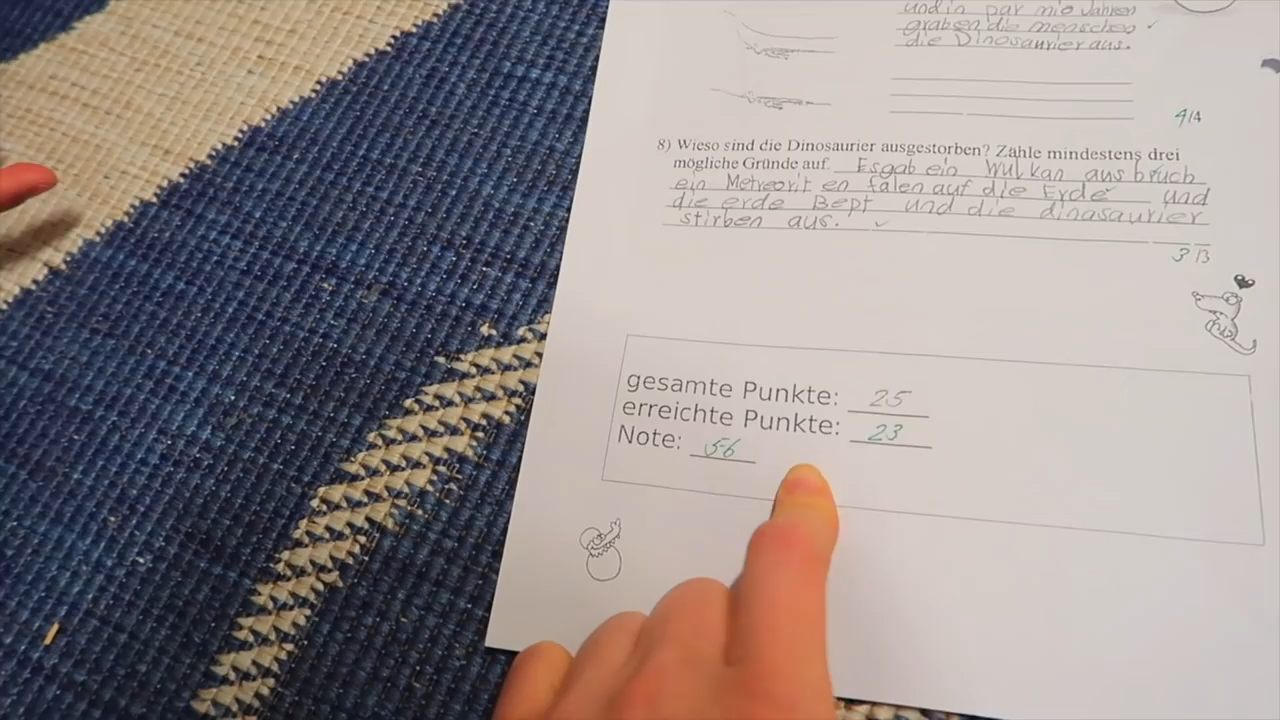 und in par mio Jahren
graben die menschen
die Dinosaurier aus.
4/4
8) Wieso sind die Dinosaurier ausgestorben? Zähle mindestens drei
mögliche Gründe auf. Es gab ein Wulkan ausbruch
ein Metreorit en falen auf die Erde und
die erde Bept und die dinasaurier
stirben aus.
3/3
gesamte Punkte: 25
erreichte Punkte: 23
Note: 5-6